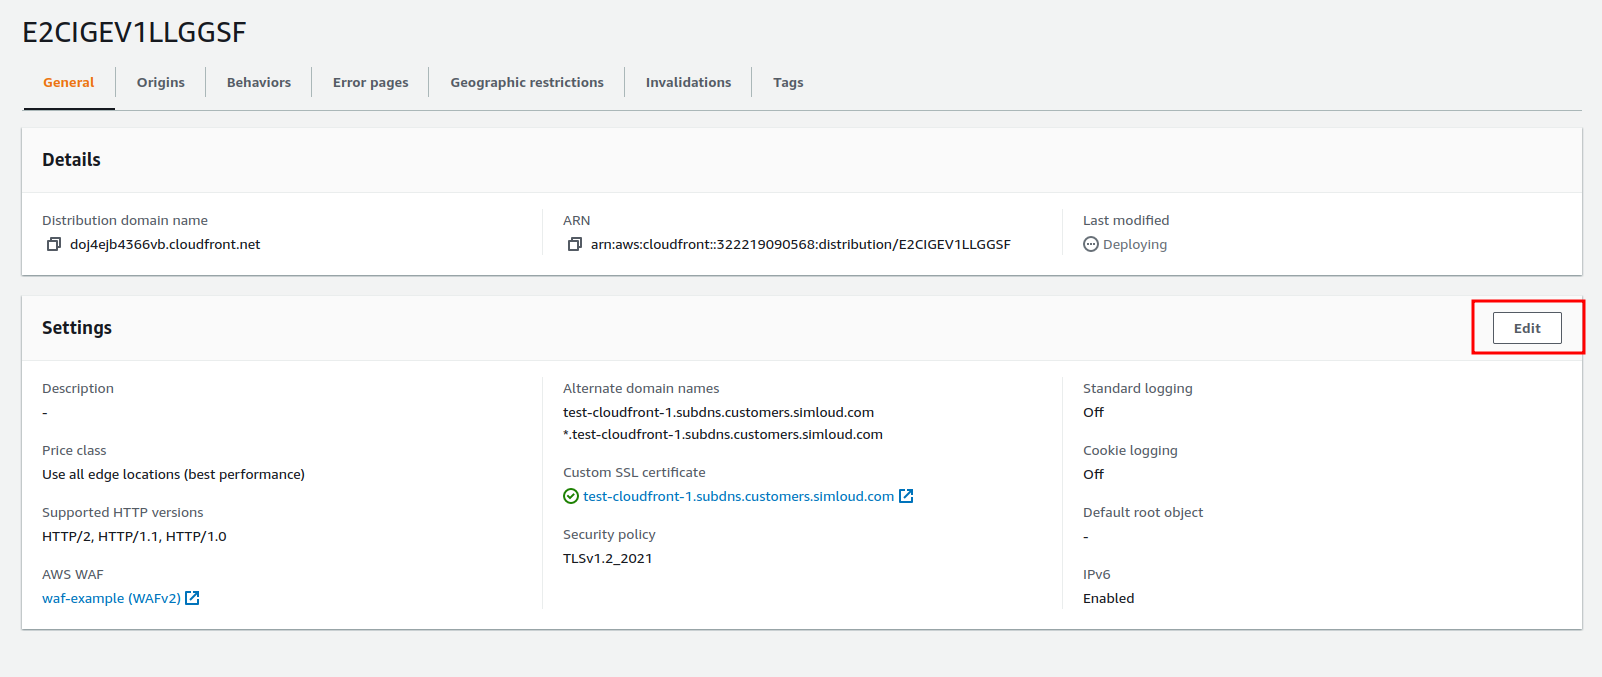 E2CIGEV1LLGGSF
General
Origins
Behaviors
Error pages
Geographic restrictions
Invalidations
Tags
Details
Distribution domain name
doj4ejb4366vb.cloudfront.net
ARN
arn:aws:cloudfront::322219090568:distribution/E2CIGEV1LLGGSF
Last modified
Deploying
Settings
Edit
Description
-
Price class
Use all edge locations (best performance)
Supported HTTP versions
HTTP/2, HTTP/1.1, HTTP/1.0
AWS WAF
waf-example (WAFv2)
Alternate domain names
test-cloudfront-1.subdns.customers.simloud.com
*.test-cloudfront-1.subdns.customers.simloud.com
Custom SSL certificate
test-cloudfront-1.subdns.customers.simloud.com
Security policy
TLSv1.2_2021
Standard logging
Off
Cookie logging
Off
Default root object
-
IPv6
Enabled